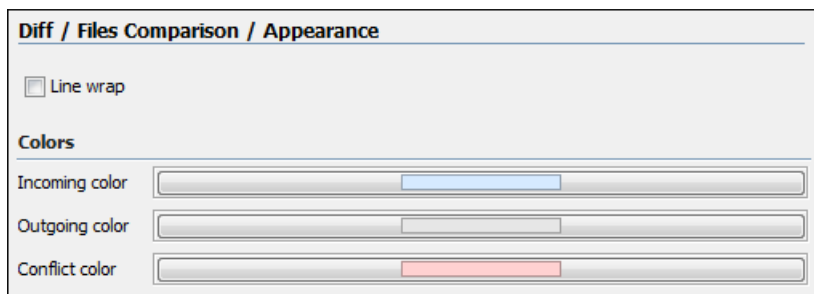 Diff / Files Comparison / Appearance
Line wrap
Colors
Incoming color
Outgoing color
Conflict color